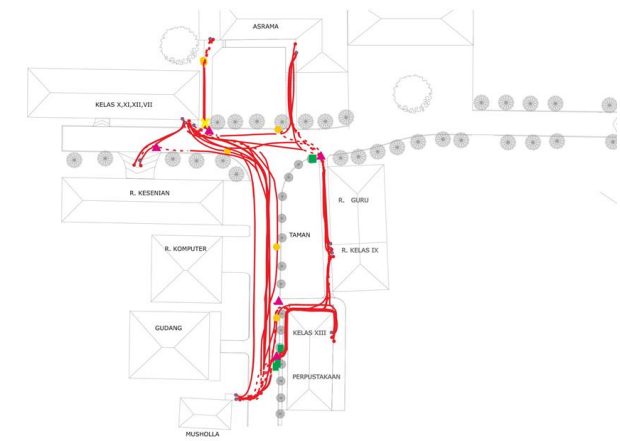 ASRAMA
KELAS X,XI,XII,VII
R. KESENIAN
R. GURU
TAMAN
R. KOMPUTER
R. KELAS IX
GUDANG
KELAS XIII
PERPUSTAKAAN
MUSHOLLA